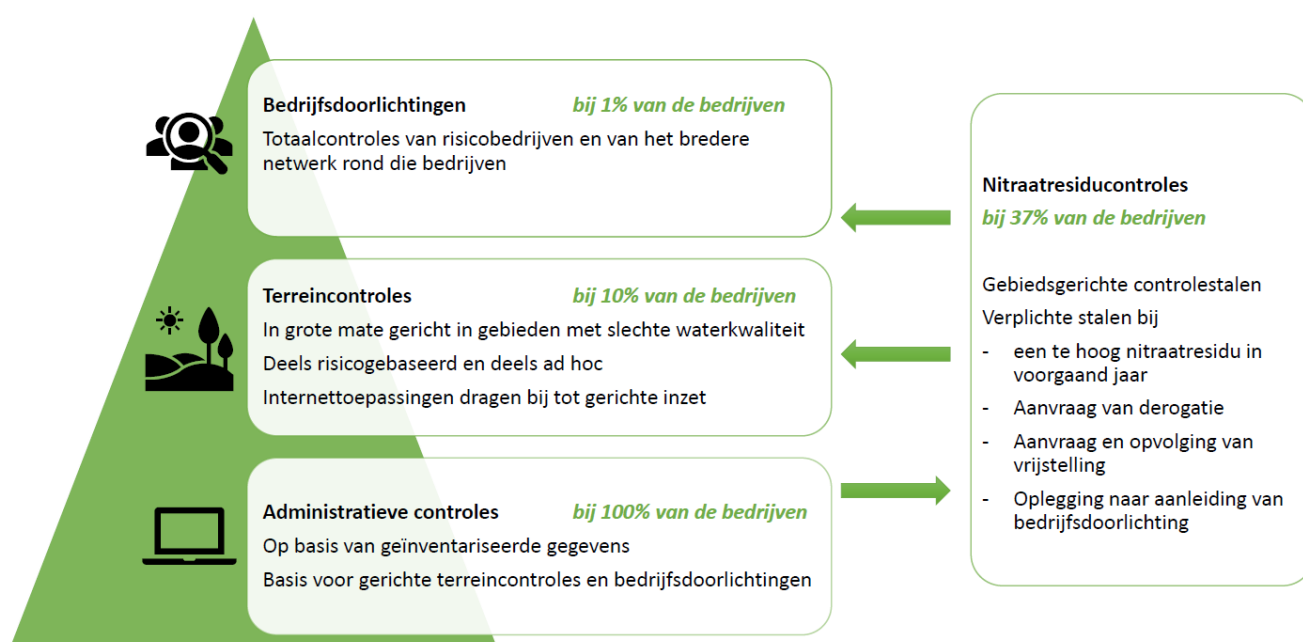 Bedrijfsdoorlichtingen bij 1% van de bedrijven
Totaalcontroles van risicobedrijven en van het bredere
netwerk rond die bedrijven
Terreincontroles bij 10% van de bedrijven
In grote mate gericht in gebieden met slechte waterkwaliteit
Deels risicogebaseerd en deels ad hoc
Internettoepassingen dragen bij tot gerichte inzet
Administratieve controles bij 100% van de bedrijven
Op basis van geïnventariseerde gegevens
Basis voor gerichte terreincontroles en bedrijfsdoorlichtingen
Nitraatresiducontroles
bij 37% van de bedrijven
Gebiedsgerichte controlestalen
Verplichte stalen bij
- een te hoog nitraatresidu in
voorgaand jaar
- Aanvraag van derogatie
- Aanvraag en opvolging van
vrijstelling
- Oplegging naar aanleiding van
bedrijfsdoorlichting